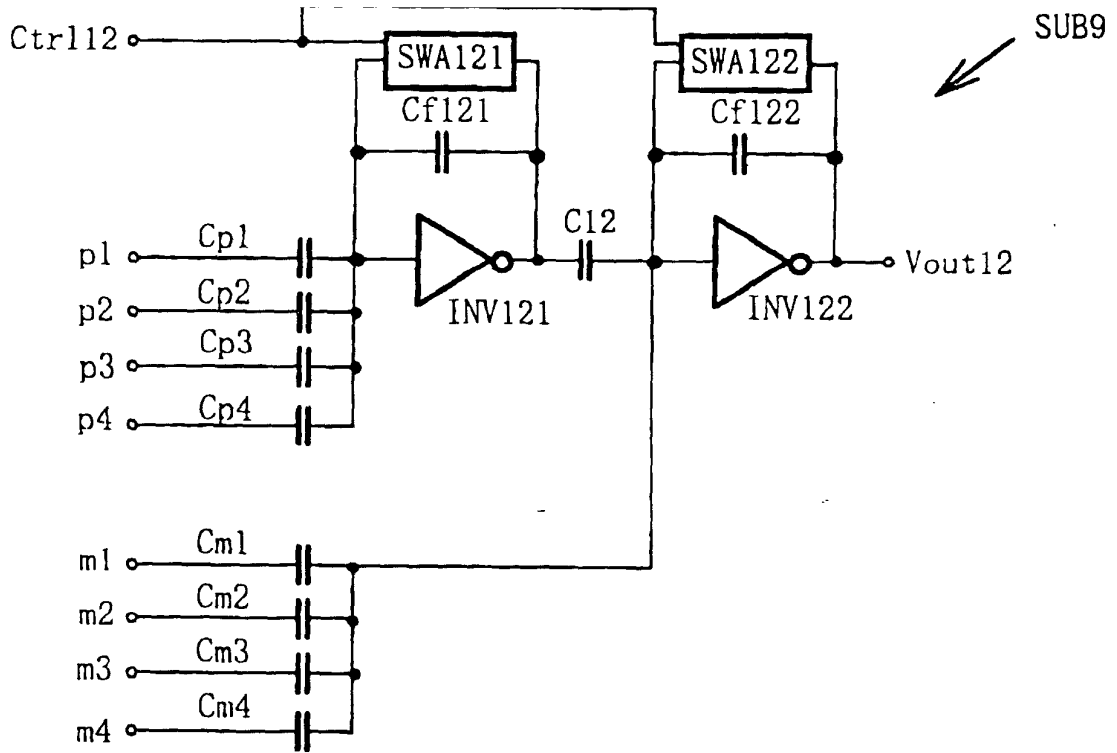 Ctrl12
SWA121
SWA122
SUB9
Cf121
Cf122
C12
p1
Cp1
INV121
INV122
Vout12
p2
Cp2
p3
Cp3
p4
Cp4
m1
Cm1
m2
Cm2
m3
Cm3
m4
Cm4